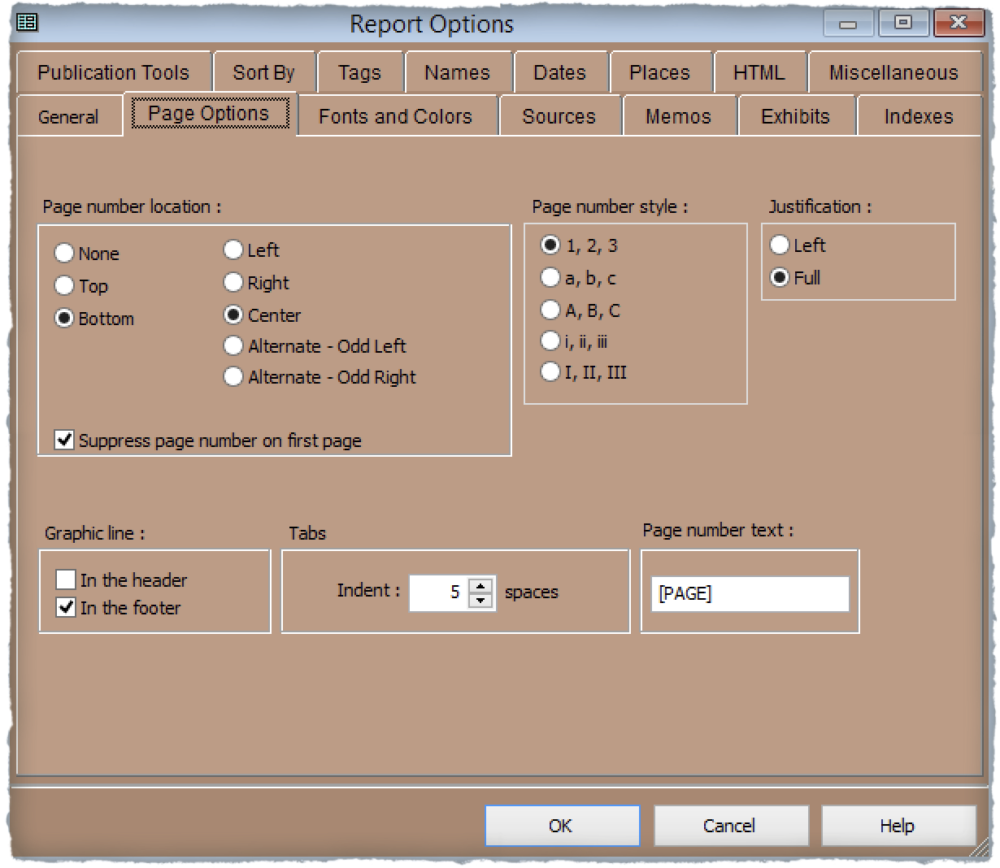 Report Options
Publication Tools Sort By Tags Names Dates Places HTML Miscellaneous
General Page Options Fonts and Colors Sources Memos Exhibits Indexes
Page number location : Page number style : Justification :
None Left 1, 2, 3 Left
Top Right a, b, c Full
Bottom Center A, B, C
Alternate - Odd Left i, ii, iii
Alternate - Odd Right I, II, III
Suppress page number on first page
Graphic line : Tabs Page number text :
In the header Indent : 5 spaces [PAGE]
In the footer
OK Cancel Help